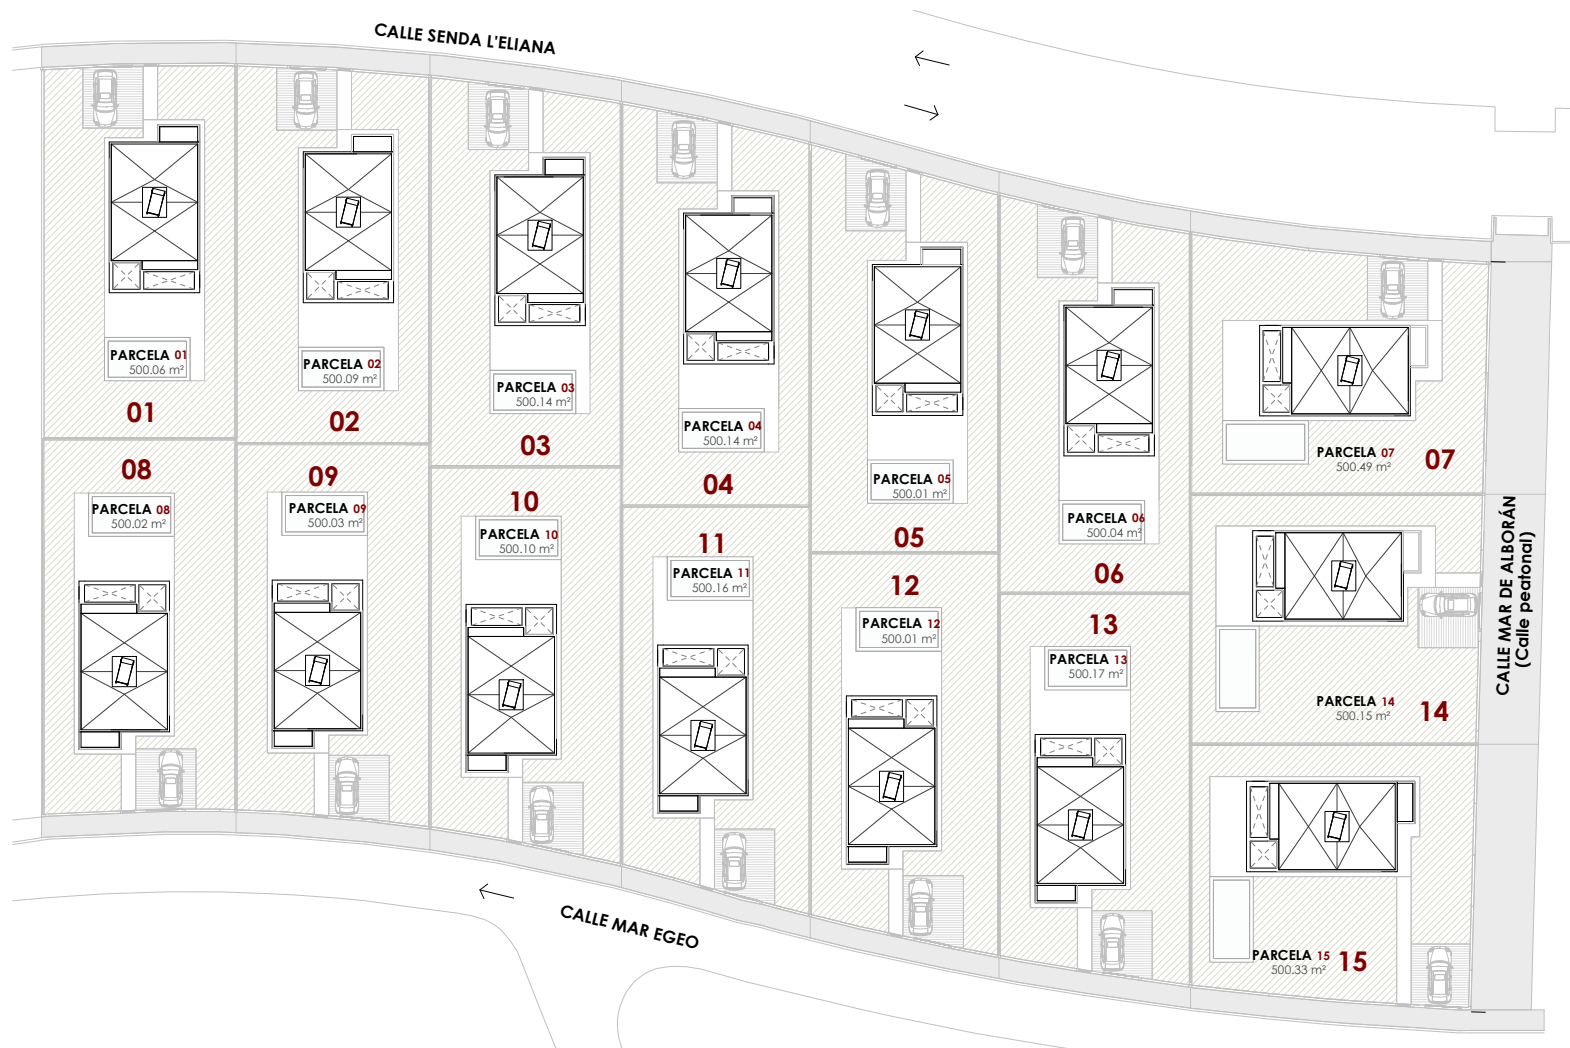 CALLE SENDA L'ELIANA
PARCELA 01
500.06 m²
01
PARCELA 02
500.09 m²
02
PARCELA 03
500.14 m²
03
PARCELA 04
500.14 m²
04
PARCELA 05
500.01 m²
05
PARCELA 06
500.04 m²
06
PARCELA 07
500.49 m²
07
08
PARCELA 08
500.02 m²
09
PARCELA 09
500.03 m²
10
PARCELA 10
500.10 m²
11
PARCELA 11
500.16 m²
12
PARCELA 12
500.01 m²
13
PARCELA 13
500.17 m²
PARCELA 14
500.15 m²
14
PARCELA 15
500.33 m²
15
CALLE MAR DE ALBORÁN
(Calle peatonal)
CALLE MAR EGEO